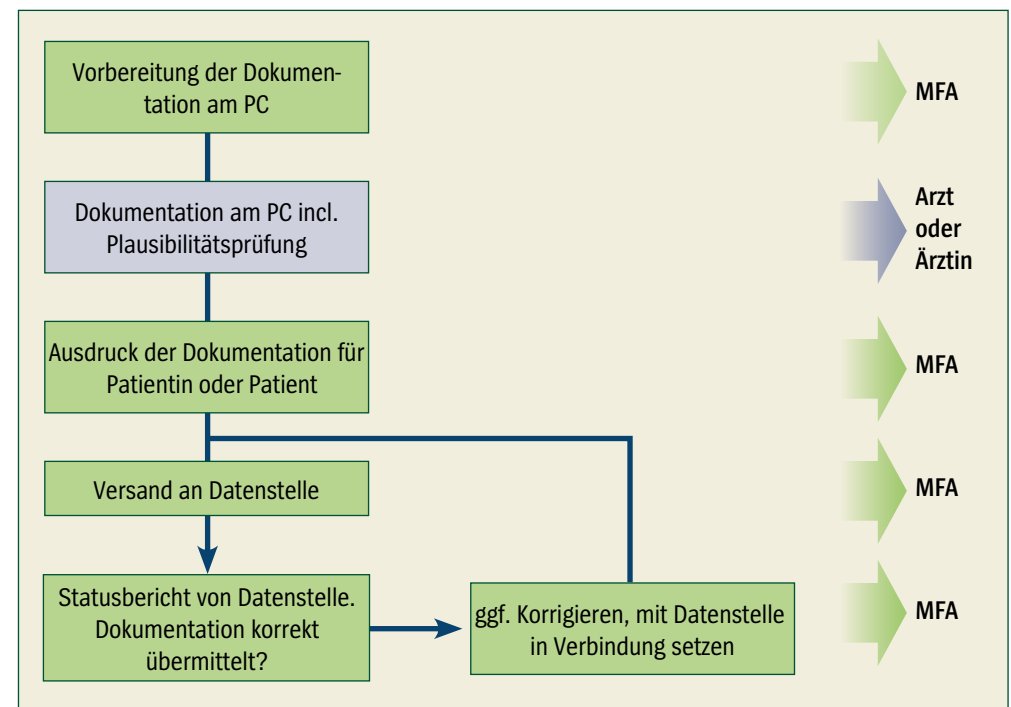 Vorbereitung der Dokumen-
tation am PC
MFA
Dokumentation am PC incl.
Plausibilitätsprüfung
Arzt
oder
Ärztin
Ausdruck der Dokumentation für
Patientin oder Patient
MFA
Versand an Datenstelle
MFA
Statusbericht von Datenstelle.
Dokumentation korrekt
übermittelt?
ggf. Korrigieren, mit Datenstelle
in Verbindung setzen
MFA